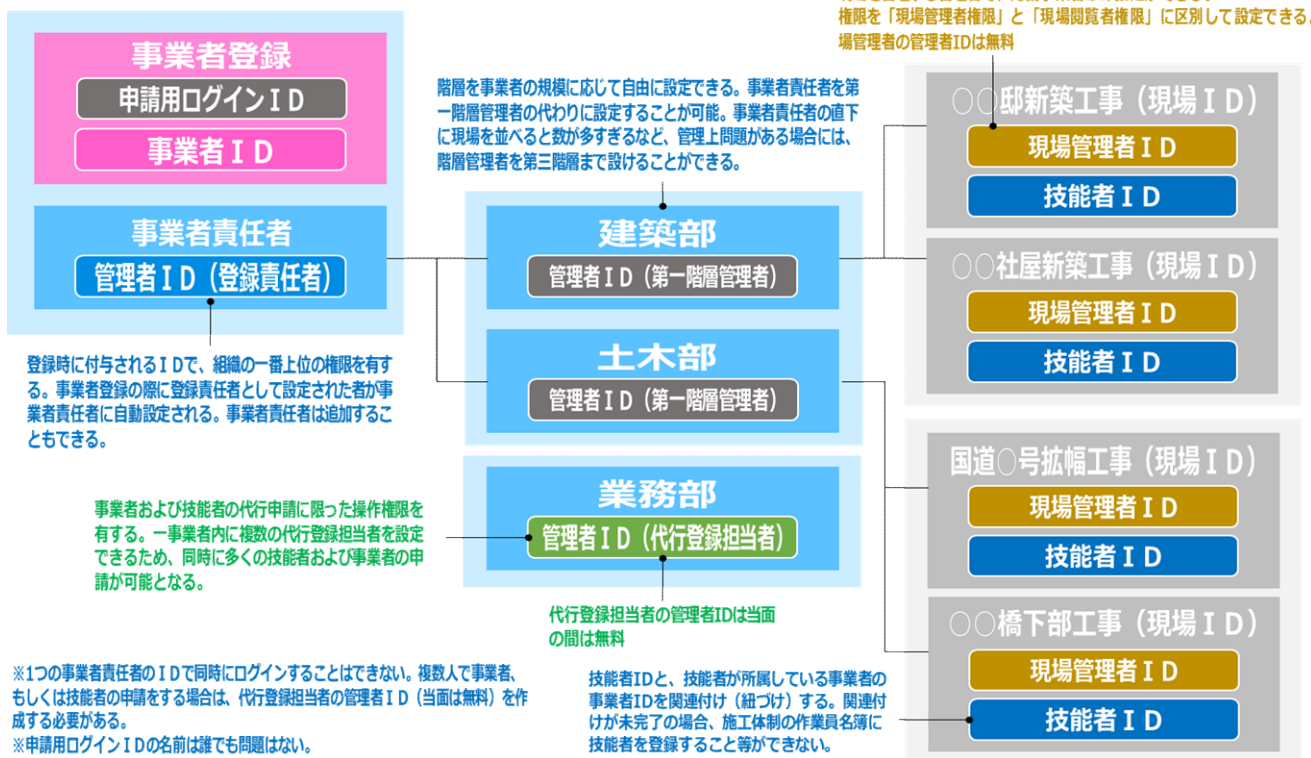 権限を「現場管理者権限」と「現場閲覧者権限」に区別して設定できる。
場管理者の管理者IDは無料
事業者登録
申請用ログインＩＤ
事業者ＩＤ
事業者責任者
管理者ＩＤ（登録責任者）
登録時に付与されるＩＤで、組織の一番上位の権限を有す
る。事業者登録の際に登録責任者として設定された者が事
業者責任者に自動設定される。事業者責任者は追加するこ
ともできる。
階層を事業者の規模に応じて自由に設定できる。事業者責任者を第
一階層管理者の代わりに設定することが可能。事業者責任者の直下
に現場を並べると数が多すぎるなど、管理上問題がある場合には、
階層管理者を第三階層まで設けることができる。
建築部
管理者ＩＤ（第一階層管理者）
土木部
管理者ＩＤ（第一階層管理者）
業務部
管理者ＩＤ（代行登録担当者）
事業者および技能者の代行申請に限った操作権限を
有する。一事業者内に複数の代行登録担当者を設定
できるため、同時に多くの技能者および事業者の申
請が可能となる。
代行登録担当者の管理者IDは当面
の間は無料
○○邸新築工事（現場ＩＤ）
現場管理者ＩＤ
技能者ＩＤ
○○社屋新築工事（現場ＩＤ）
現場管理者ＩＤ
技能者ＩＤ
国道○号拡幅工事（現場ＩＤ）
現場管理者ＩＤ
技能者ＩＤ
○○橋下部工事（現場ＩＤ）
現場管理者ＩＤ
技能者ＩＤ
技能者IDと、技能者が所属している事業者の
事業者IDを関連付け（紐づけ）する。関連付
けが未完了の場合、施工体制の作業員名簿に
技能者を登録すること等ができない。
※1つの事業者責任者のＩＤで同時にログインすることはできない。複数人で事業者、
もしくは技能者の申請をする場合は、代行登録担当者の管理者ＩＤ（当面は無料）を作
成する必要がある。
※申請用ログインＩＤの名前は誰でも問題はない。